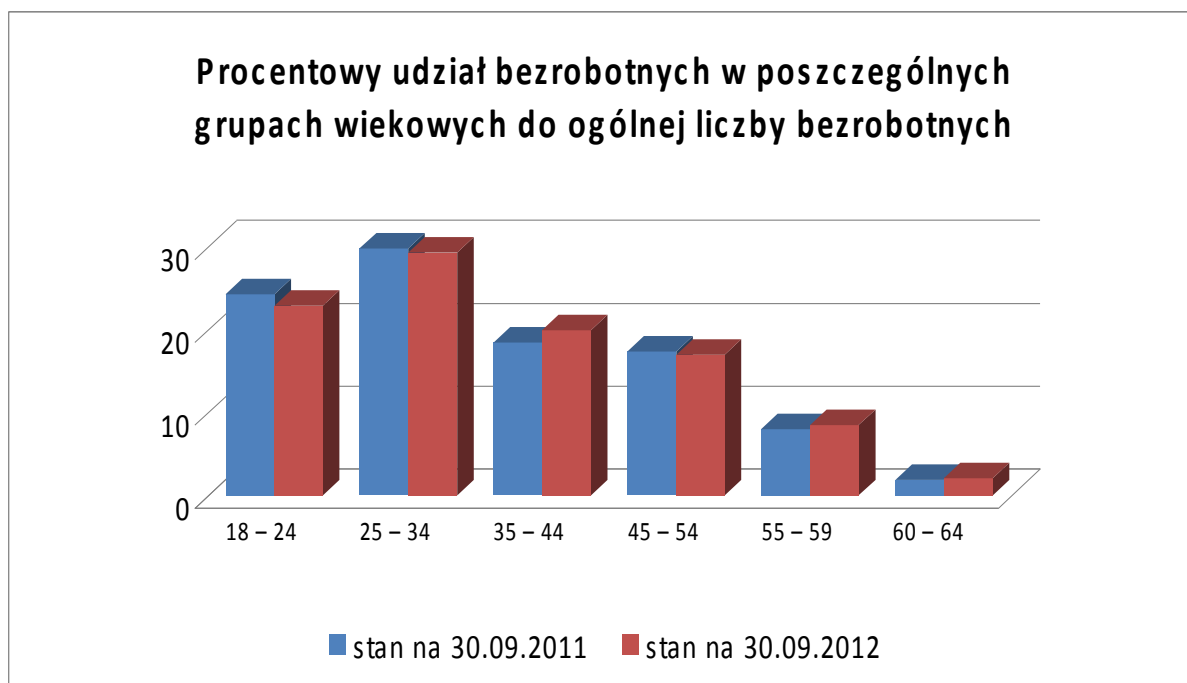 Procentowy udział bezrobotnych w poszczególnych
grupach wiekowych do ogólnej liczby bezrobotnych
30
20
10
0
18 – 24 25 – 34 35 – 44 45 – 54 55 – 59 60 – 64
stan na 30.09.2011 stan na 30.09.2012